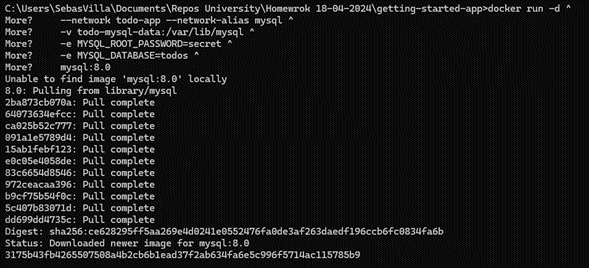 C:\Users\SebasVilla\Documents\Repos University\Homewrok 18-04-2024\getting-started-app>docker run -d ^
More?     --network todo-app --network-alias mysql ^
More?     -v todo-mysql-data:/var/lib/mysql ^
More?     -e MYSQL_ROOT_PASSWORD=secret ^
More?     -e MYSQL_DATABASE=todos ^
More?     mysql:8.0
Unable to find image 'mysql:8.0' locally
8.0: Pulling from library/mysql
2ba873cb070a: Pull complete
64073634efcc: Pull complete
ca025b52c777: Pull complete
091a1e5789d4: Pull complete
15ab1febf123: Pull complete
e0c05e4058de: Pull complete
83c6654d8546: Pull complete
972ceacaa396: Pull complete
b9cf75b54f0c: Pull complete
5c407b83071d: Pull complete
dd699dd4735c: Pull complete
Digest: sha256:ce628295ff5aa269e4d0241e0552476fa0de3af263daedf196ccb6fc0834fa6b
Status: Downloaded newer image for mysql:8.0
3175b43fb4265507508a4b2cb6b1ead37f2ab634fa6e5c996f5714ac115785b9